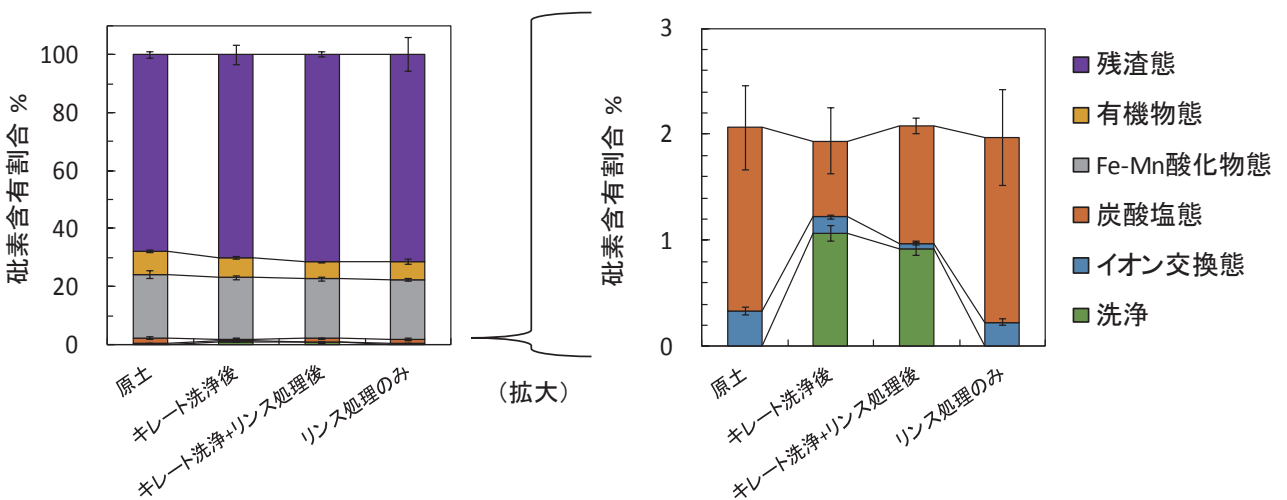 砒素含有割合 %
100
80
60
40
20
0
原土
キレート洗浄後
キレート洗浄+リンス処理後
リンス処理のみ
（拡大）
砒素含有割合 %
3
2
1
0
原土
キレート洗浄後
キレート洗浄+リンス処理後
リンス処理のみ
残渣態
有機物態
Fe-Mn酸化物態
炭酸塩態
イオン交換態
洗浄